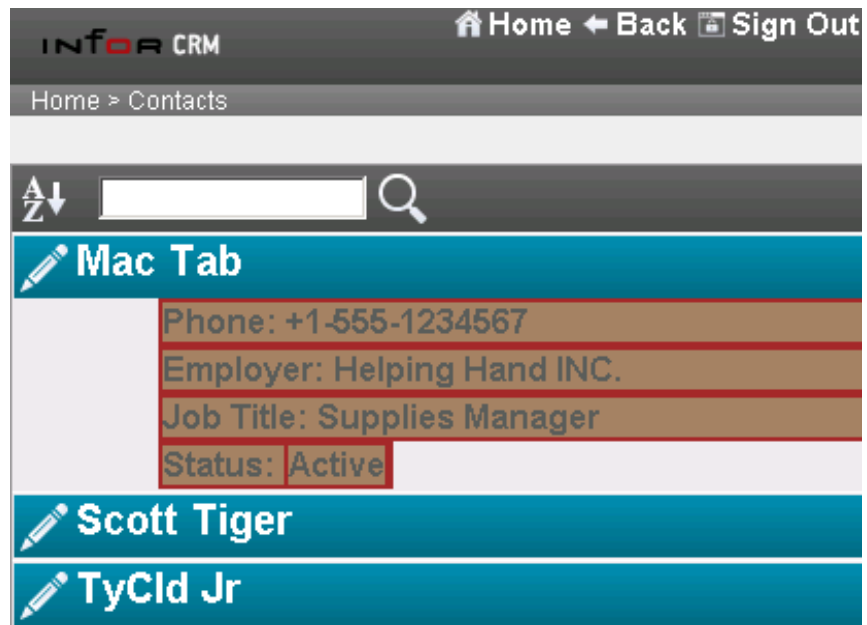 Home Back Sign Out
INFOR CRM
Home > Contacts
A
Z
Mac Tab
Phone: +1-555-1234567
Employer: Helping Hand INC.
Job Title: Supplies Manager
Status: Active
Scott Tiger
TyCld Jr